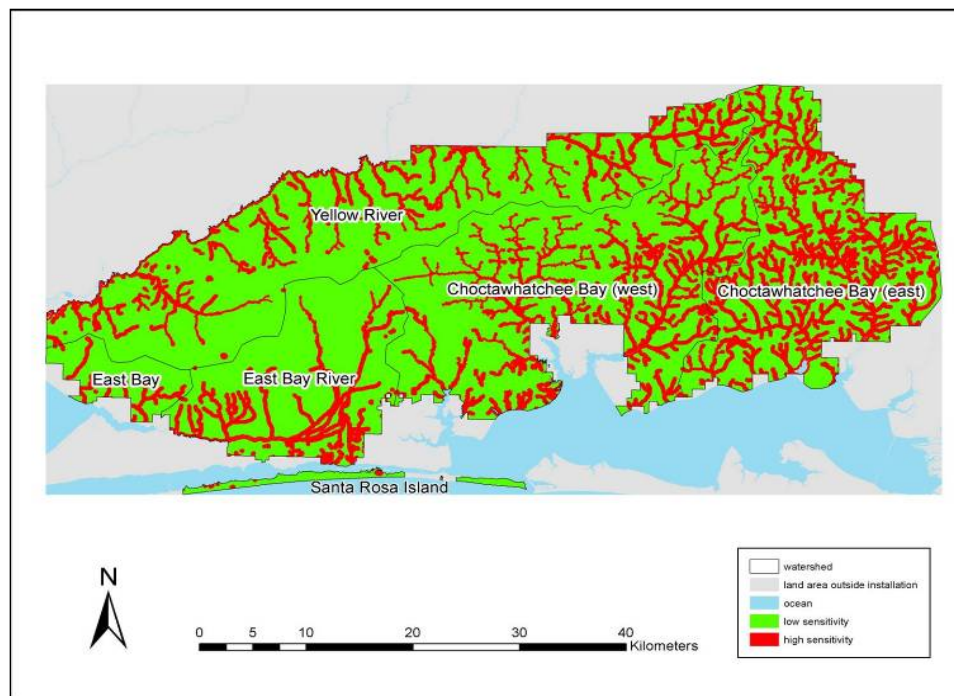 Yellow River
Choctawhatchee Bay (west)
Choctawhatchee Bay (east)
East Bay
East Bay River
Santa Rosa Island
N
0 5 10 20 30 40
Kilometers
watershed
land area outside installation
ocean
low sensitivity
high sensitivity